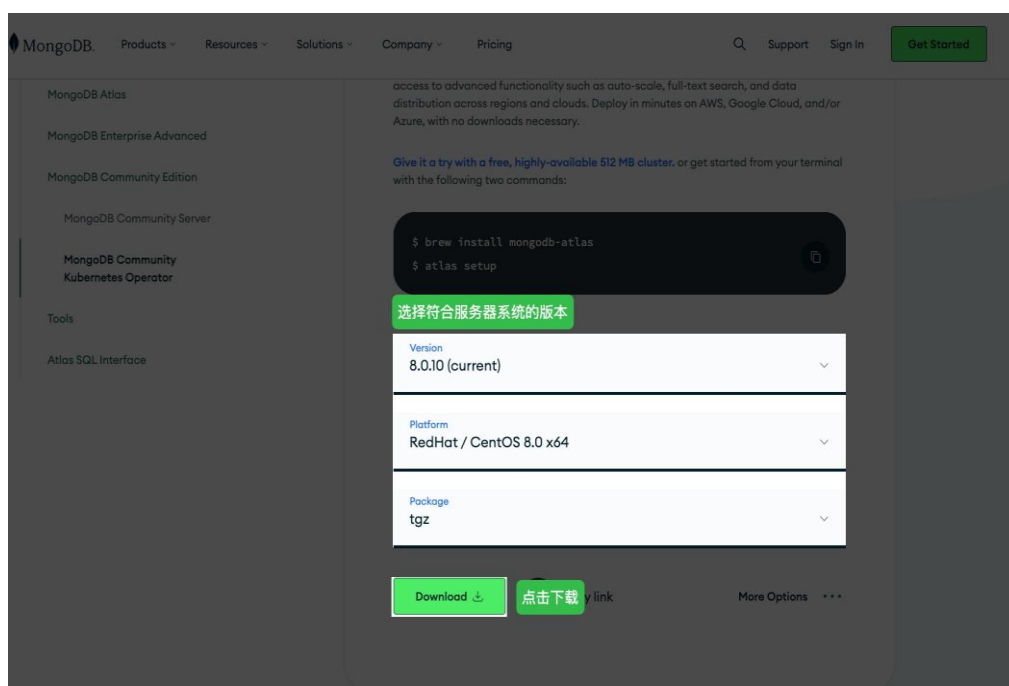 MongoDB.
Products
Resources
Solutions
Company
Pricing
Support
Sign In
Get Started
MongoDB Atlas
MongoDB Enterprise Advanced
MongoDB Community Edition
MongoDB Community Server
MongoDB Community
Kubernetes Operator
Tools
Atlas SQL Interface
access to advanced functionality such as auto-scale, full-text search, and data
distribution across regions and clouds. Deploy in minutes on AWS, Google Cloud, and/or
Azure, with no downloads necessary.
Give it a try with a free, highly-available 512 MB cluster. or get started from your terminal
with the following two commands:
$ brew install mongodb-atlas
$ atlas setup
选择符合服务器系统的版本
Version
8.0.10 (current)
Platform
RedHat / CentOS 8.0 x64
Package
tgz
Download
点击下载
link
More Options